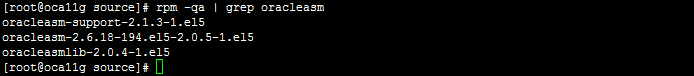 [root@oca11g source]# rpm -qa | grep oracleasm
oracleasm-support-2.1.3-1.el5
oracleasm-2.6.18-194.el5-2.0.5-1.el5
oracleasmlib-2.0.4-1.el5
[root@oca11g source]#